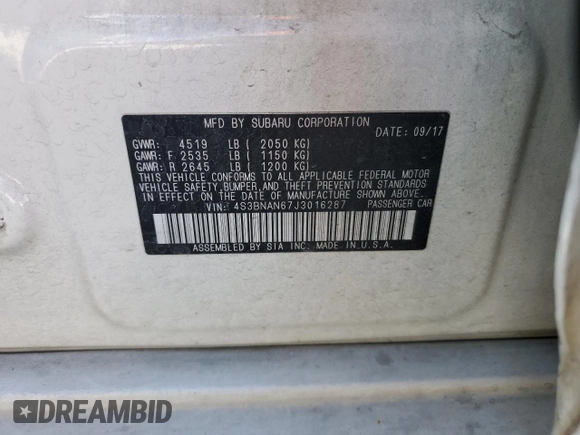 MFD BY SUBARU CORPORATION
DATE: 09/17
GVWR: 4519 LB ( 2050 KG)
GAWR: F 2535 LB ( 1150 KG)
GAWR: R 2645 LB ( 1200 KG)
THIS VEHICLE CONFORMS TO ALL APPLICABLE FEDERAL MOTOR
VEHICLE SAFETY, BUMPER, AND THEFT PREVENTION STANDARDS
IN EFFECT ON THE DATE OF MANUFACTURE SHOWN ABOVE.
VIN: 4S3BNAN67J3016287 PASSENGER CAR
ASSEMBLED BY SIA INC. MADE IN U.S.A.
DREAMBID